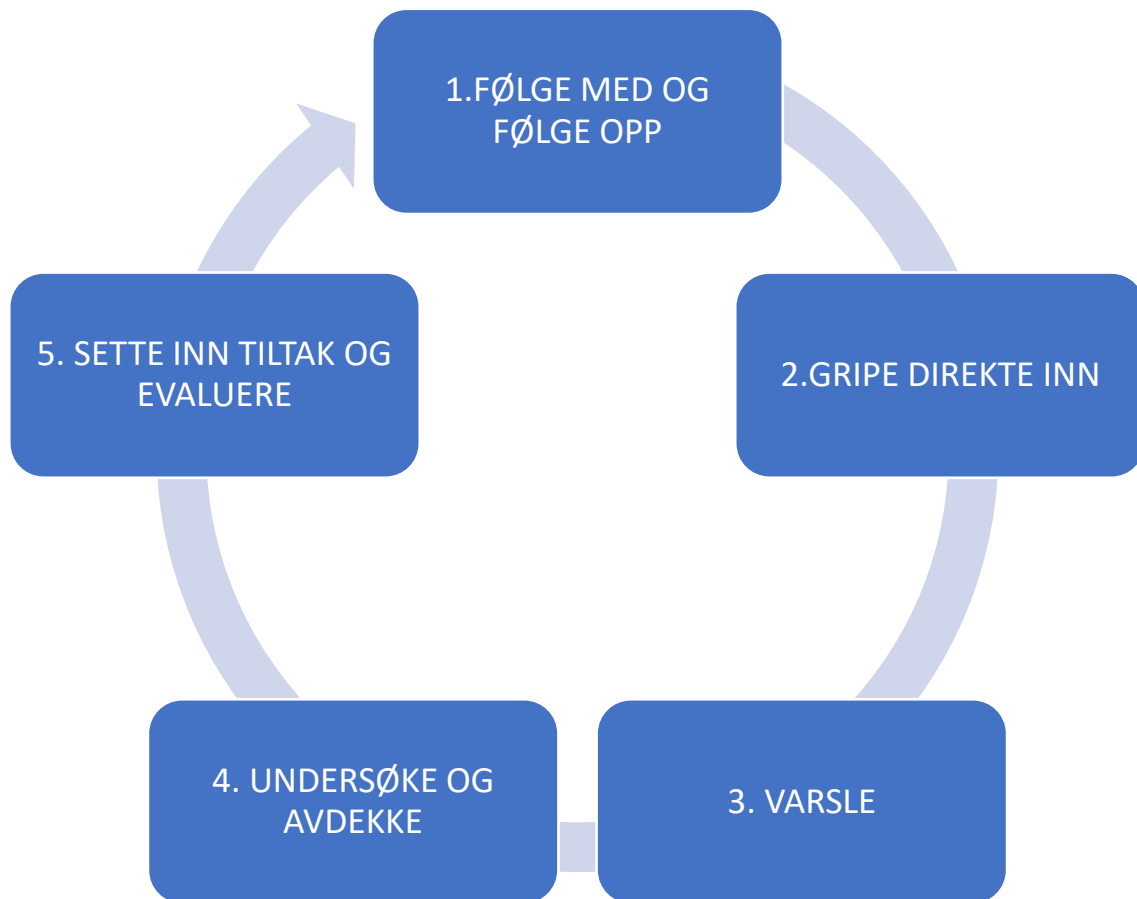 1.FØLGE MED OG
FØLGE OPP
2.GRIPE DIREKTE INN
3. VARSLE
4. UNDERSØKE OG
AVDEKKE
5. SETTE INN TILTAK OG
EVALUERE